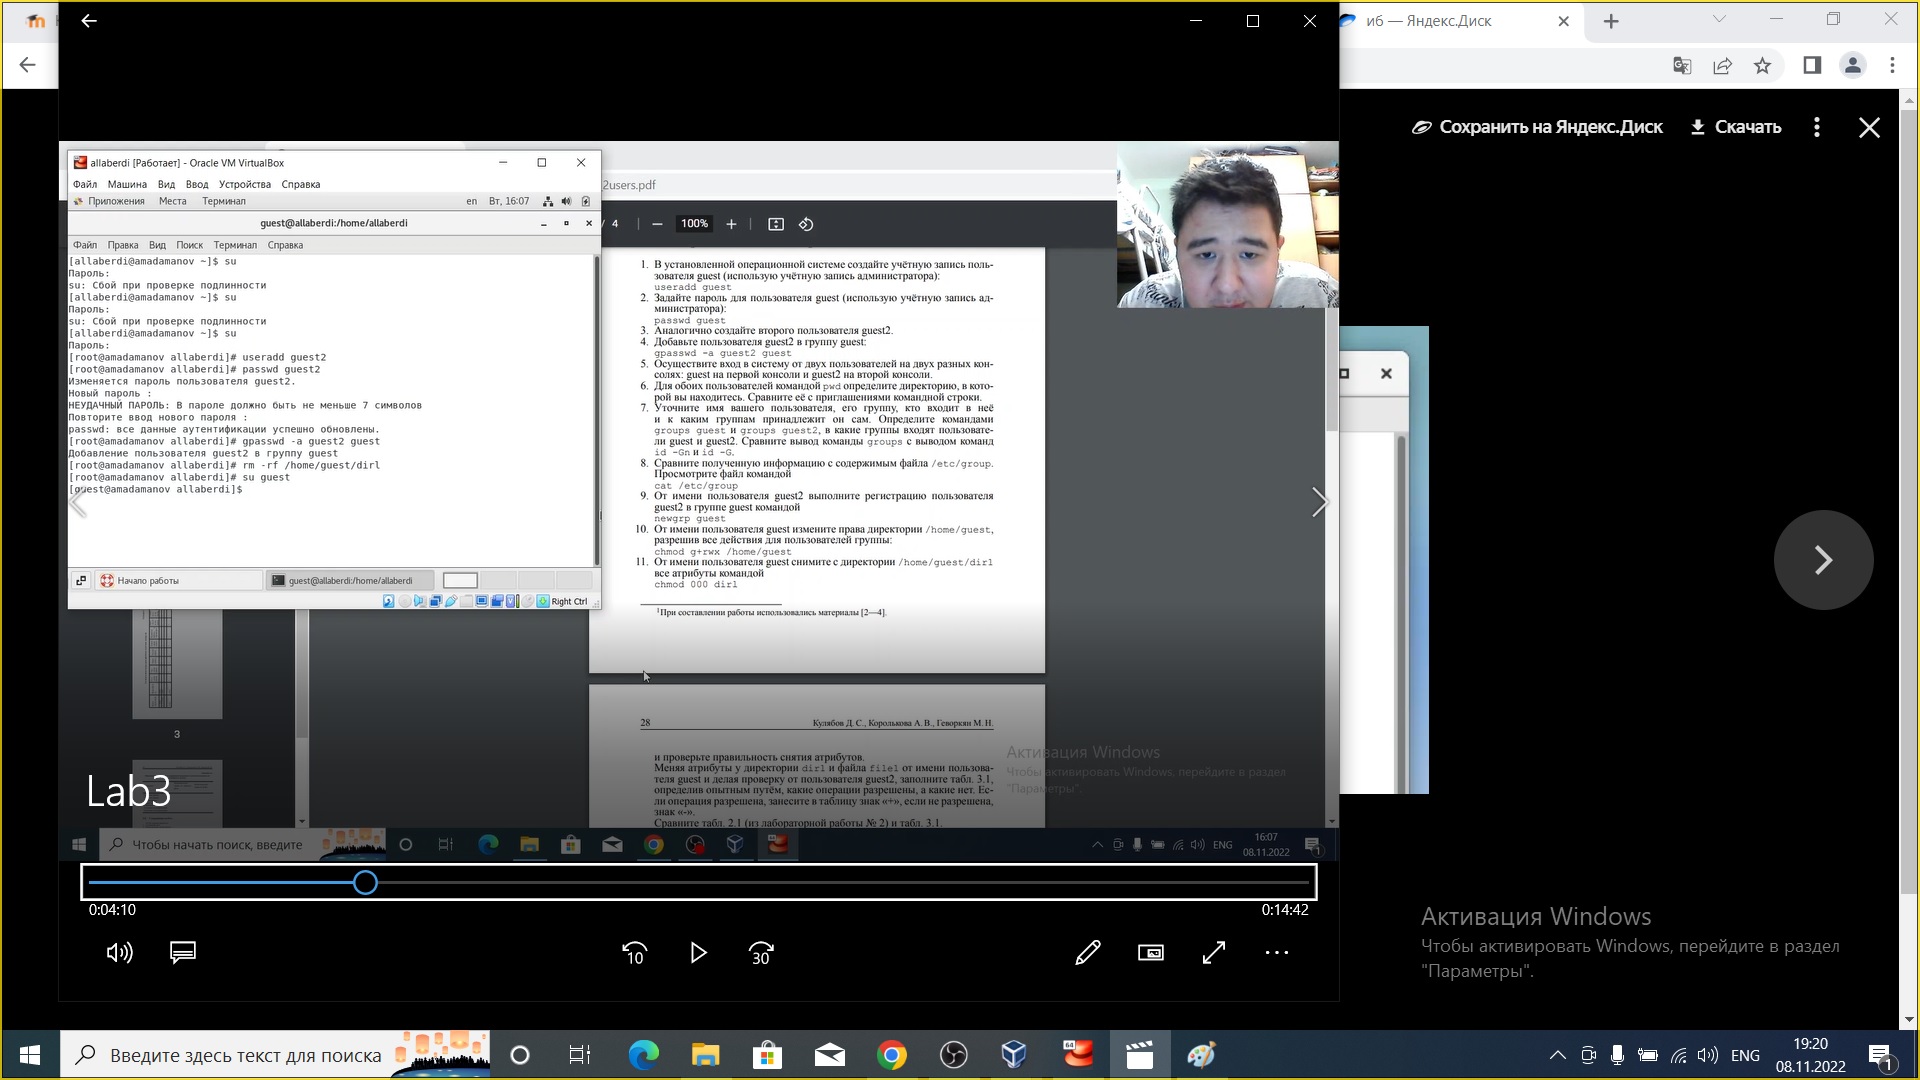 иб — Яндекс.Диск
Сохранить на Яндекс.Диск
Скачать
allaberdi [Работает] - Oracle VM VirtualBox
Файл Машина Вид Ввод Устройства Справка
Приложения Места Терминал en Вт, 16:07
guest@allaberdi:/home/allaberdi
Файл Правка Вид Поиск Терминал Справка
[allaberdi@amadamanov ~]$ su
Пароль:
su: Сбой при проверке подлинности
[allaberdi@amadamanov ~]$ su
Пароль:
su: Сбой при проверке подлинности
[allaberdi@amadamanov ~]$ su
Пароль:
[root@amadamanov allaberdi]# useradd guest2
[root@amadamanov allaberdi]# passwd guest2
Изменяется пароль пользователя guest2.
Новый пароль :
НЕУДАЧНЫЙ ПАРОЛЬ: В пароле должно быть не меньше 7 символов
Повторите ввод нового пароля :
passwd: все данные аутентификации успешно обновлены.
[root@amadamanov allaberdi]# gpasswd -a guest2 guest
Добавление пользователя guest2 в группу guest
[root@amadamanov allaberdi]# rm -rf /home/guest/dirl
[root@amadamanov allaberdi]# su guest
[guest@amadamanov allaberdi]$
Начало работы
guest@allaberdi:/home/allaberdi
Right Ctrl
2users.pdf
/ 4
100%
1. В установленной операционной системе создайте учётную запись поль-
зователя guest (использую учётную запись администратора):
useradd guest
2. Задайте пароль для пользователя guest (использую учётную запись ад-
министратора):
passwd guest
3. Аналогично создайте второго пользователя guest2.
4. Добавьте пользователя guest2 в группу guest:
gpasswd -a guest2 guest
5. Осуществите вход в систему от двух пользователей на двух разных кон-
солях: guest на первой консоли и guest2 на второй консоли.
6. Для обоих пользователей командой pwd определите директорию, в кото-
рой вы находитесь. Сравните её с приглашениями командной строки.
7. Уточните имя вашего пользователя, его группу, кто входит в неё
и к каким группам принадлежит он сам. Определите командами
groups guest и groups guest2, в какие группы входят пользовате-
ли guest и guest2. Сравните вывод команды groups с выводом команд
id -Gn и id -G.
8. Сравните полученную информацию с содержимым файла /etc/group.
Просмотрите файл командой
cat /etc/group
9. От имени пользователя guest2 выполните регистрацию пользователя
guest2 в группе guest командой
newgrp guest
10. От имени пользователя guest измените права директории /home/guest,
разрешив все действия для пользователей группы:
chmod g+rwx /home/guest
11. От имени пользователя guest снимите с директории /home/guest/dir1
все атрибуты командой
chmod 000 dir1
1При составлении работы использовались материалы [2—4].
28 Кулябов Д. С., Королькова А. В., Геворкян М. Н.
и проверьте правильность снятия атрибутов.
Меняя атрибуты у директории dir1 и файла file1 от имени пользова-
теля guest и делая проверку от пользователя guest2, заполните табл. 3.1,
определив опытным путём, какие операции разрешены, а какие нет. Ес-
ли операция разрешена, занесите в таблицу знак «+», если не разрешена,
знак «-».
Сравните табл. 2.1 (из лабораторной работы № 2) и табл. 3.1.
3
Активация Windows
Чтобы активировать Windows, перейдите в раздел
"Параметры".
Lab3
Чтобы начать поиск, введите
ENG
16:07
08.11.2022
1
0:04:10
0:14:42
10
30
Активация Windows
Чтобы активировать Windows, перейдите в раздел
"Параметры".
Введите здесь текст для поиска
64
ENG
19:20
08.11.2022
1